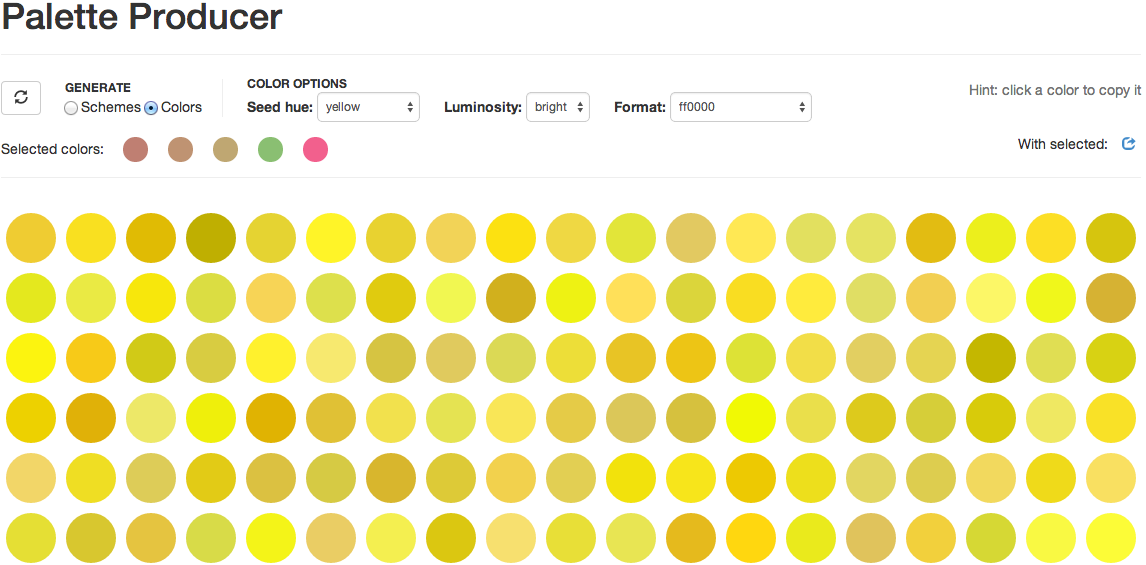 Palette Producer
GENERATE
Schemes Colors
COLOR OPTIONS
Seed hue: yellow Luminosity: bright Format: ff0000
Hint: click a color to copy it
Selected colors:
With selected: